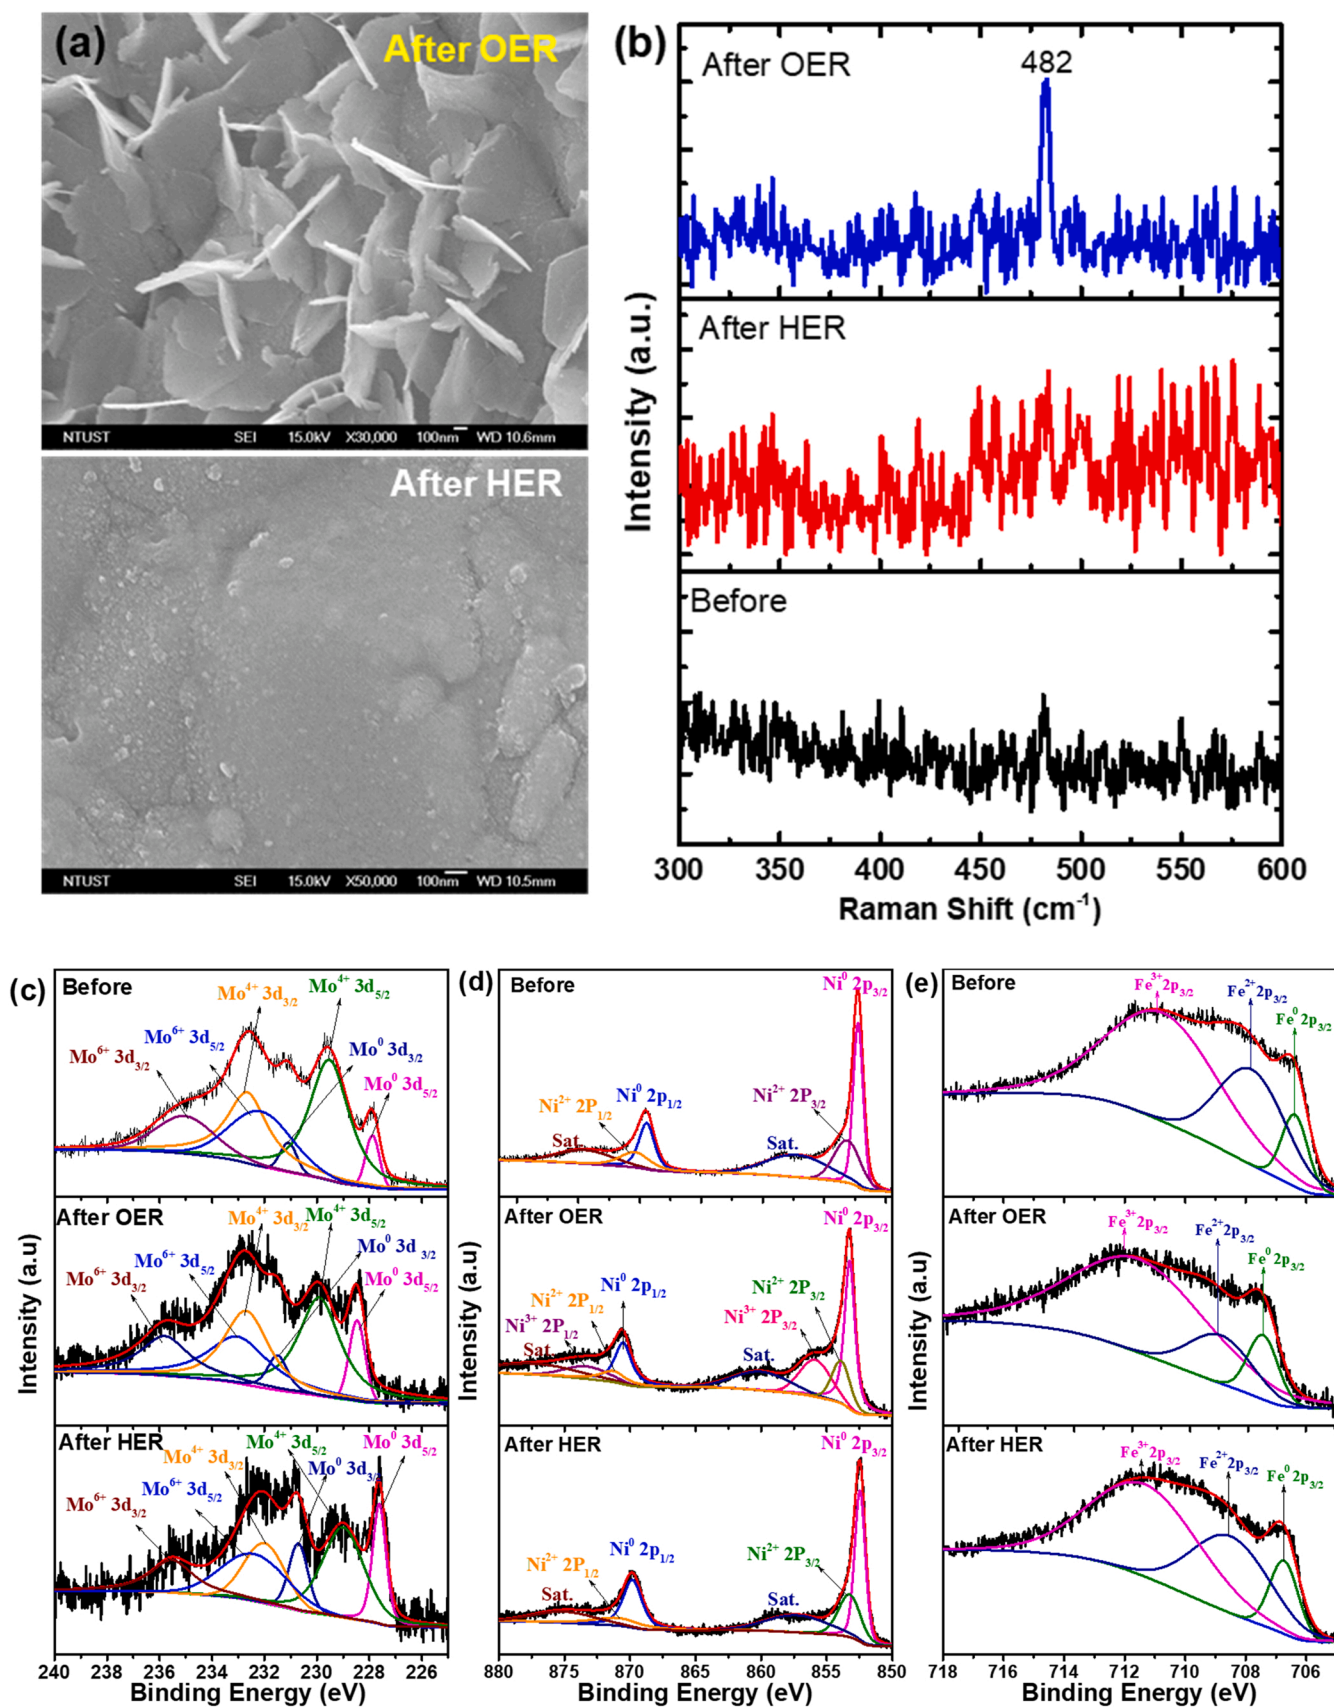 (a)
After OER
NTUST SEI 15.0kV X30,000 100nm WD 10.6mm
After HER
NTUST SEI 15.0kV X50,000 100nm WD 10.5mm
(b)
After OER
482
After HER
Before
Intensity (a.u.)
300 350 400 450 500 550 600
Raman Shift (cm⁻¹)
(c)
Before
Mo⁴⁺ 3d₃/₂
Mo⁴⁺ 3d₅/₂
Mo⁶⁺ 3d₅/₂
Mo⁶⁺ 3d₃/₂
Mo⁰ 3d₃/₂
Mo⁰ 3d₅/₂
After OER
Mo⁴⁺ 3d₃/₂
Mo⁴⁺ 3d₅/₂
Mo⁶⁺ 3d₅/₂
Mo⁶⁺ 3d₃/₂
Mo⁰ 3d₃/₂
Mo⁰ 3d₅/₂
After HER
Mo⁴⁺ 3d₃/₂
Mo⁴⁺ 3d₅/₂
Mo⁰ 3d₅/₂
Mo⁶⁺ 3d₅/₂
Mo⁰ 3d₃/₂
Mo⁶⁺ 3d₃/₂
Intensity (a.u)
240 238 236 234 232 230 228 226
Binding Energy (eV)
(d)
Before
Ni⁰ 2p₃/₂
Ni⁰ 2p₁/₂
Ni²⁺ 2P₁/₂
Ni²⁺ 2P₃/₂
Sat.
Sat.
After OER
Ni⁰ 2p₃/₂
Ni⁰ 2p₁/₂
Ni²⁺ 2P₁/₂
Ni²⁺ 2P₃/₂
Ni³⁺ 2P₁/₂
Ni³⁺ 2P₃/₂
Sat.
Sat.
After HER
Ni⁰ 2p₃/₂
Ni⁰ 2p₁/₂
Ni²⁺ 2P₁/₂
Ni²⁺ 2P₃/₂
Sat.
Sat.
Intensity (a.u)
880 875 870 865 860 855 850
Binding Energy (eV)
(e)
Before
Fe³⁺2p₃/₂
Fe²⁺2p₃/₂
Fe⁰ 2p₃/₂
After OER
Fe³⁺2p₃/₂
Fe²⁺2p₃/₂
Fe⁰ 2p₃/₂
After HER
Fe³⁺2p₃/₂
Fe²⁺2p₃/₂
Fe⁰ 2p₃/₂
Intensity (a.u)
718 716 714 712 710 708 706
Binding Energy (eV)